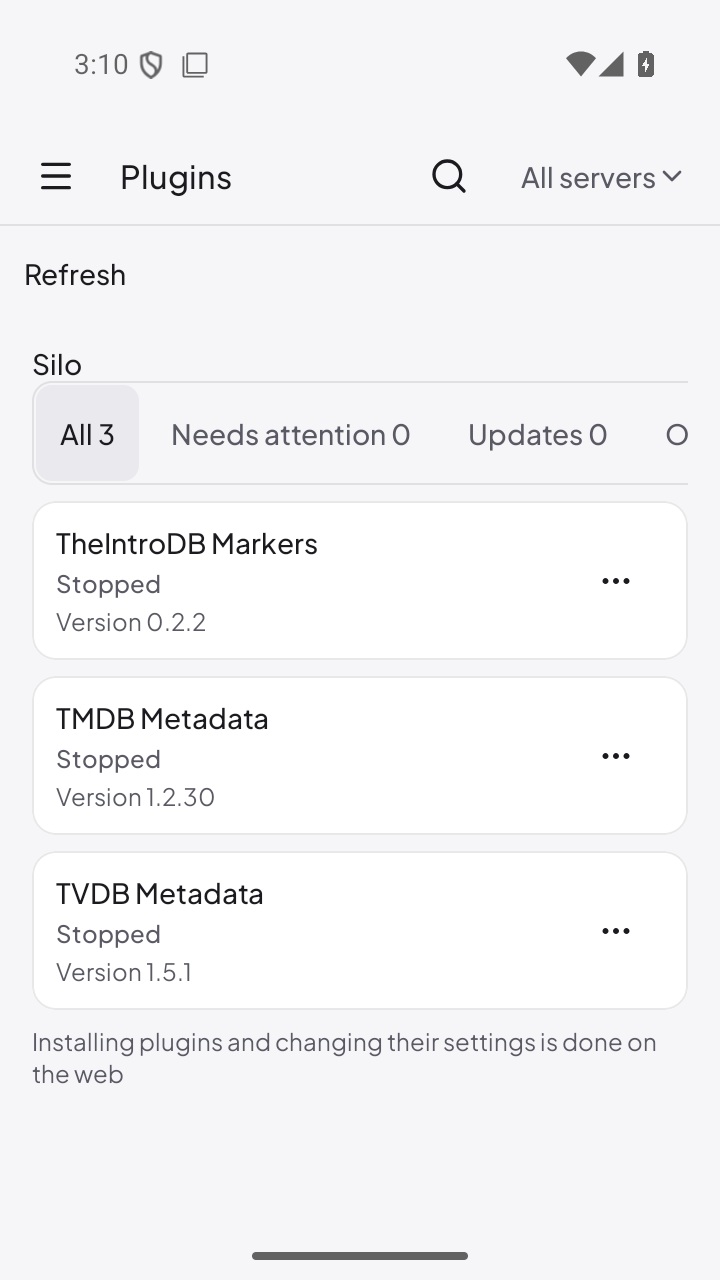 3:10
Plugins
All servers
Refresh
Silo
All 3
Needs attention 0
Updates 0
TheIntroDB Markers
Stopped
Version 0.2.2
TMDB Metadata
Stopped
Version 1.2.30
TVDB Metadata
Stopped
Version 1.5.1
Installing plugins and changing their settings is done on
the web